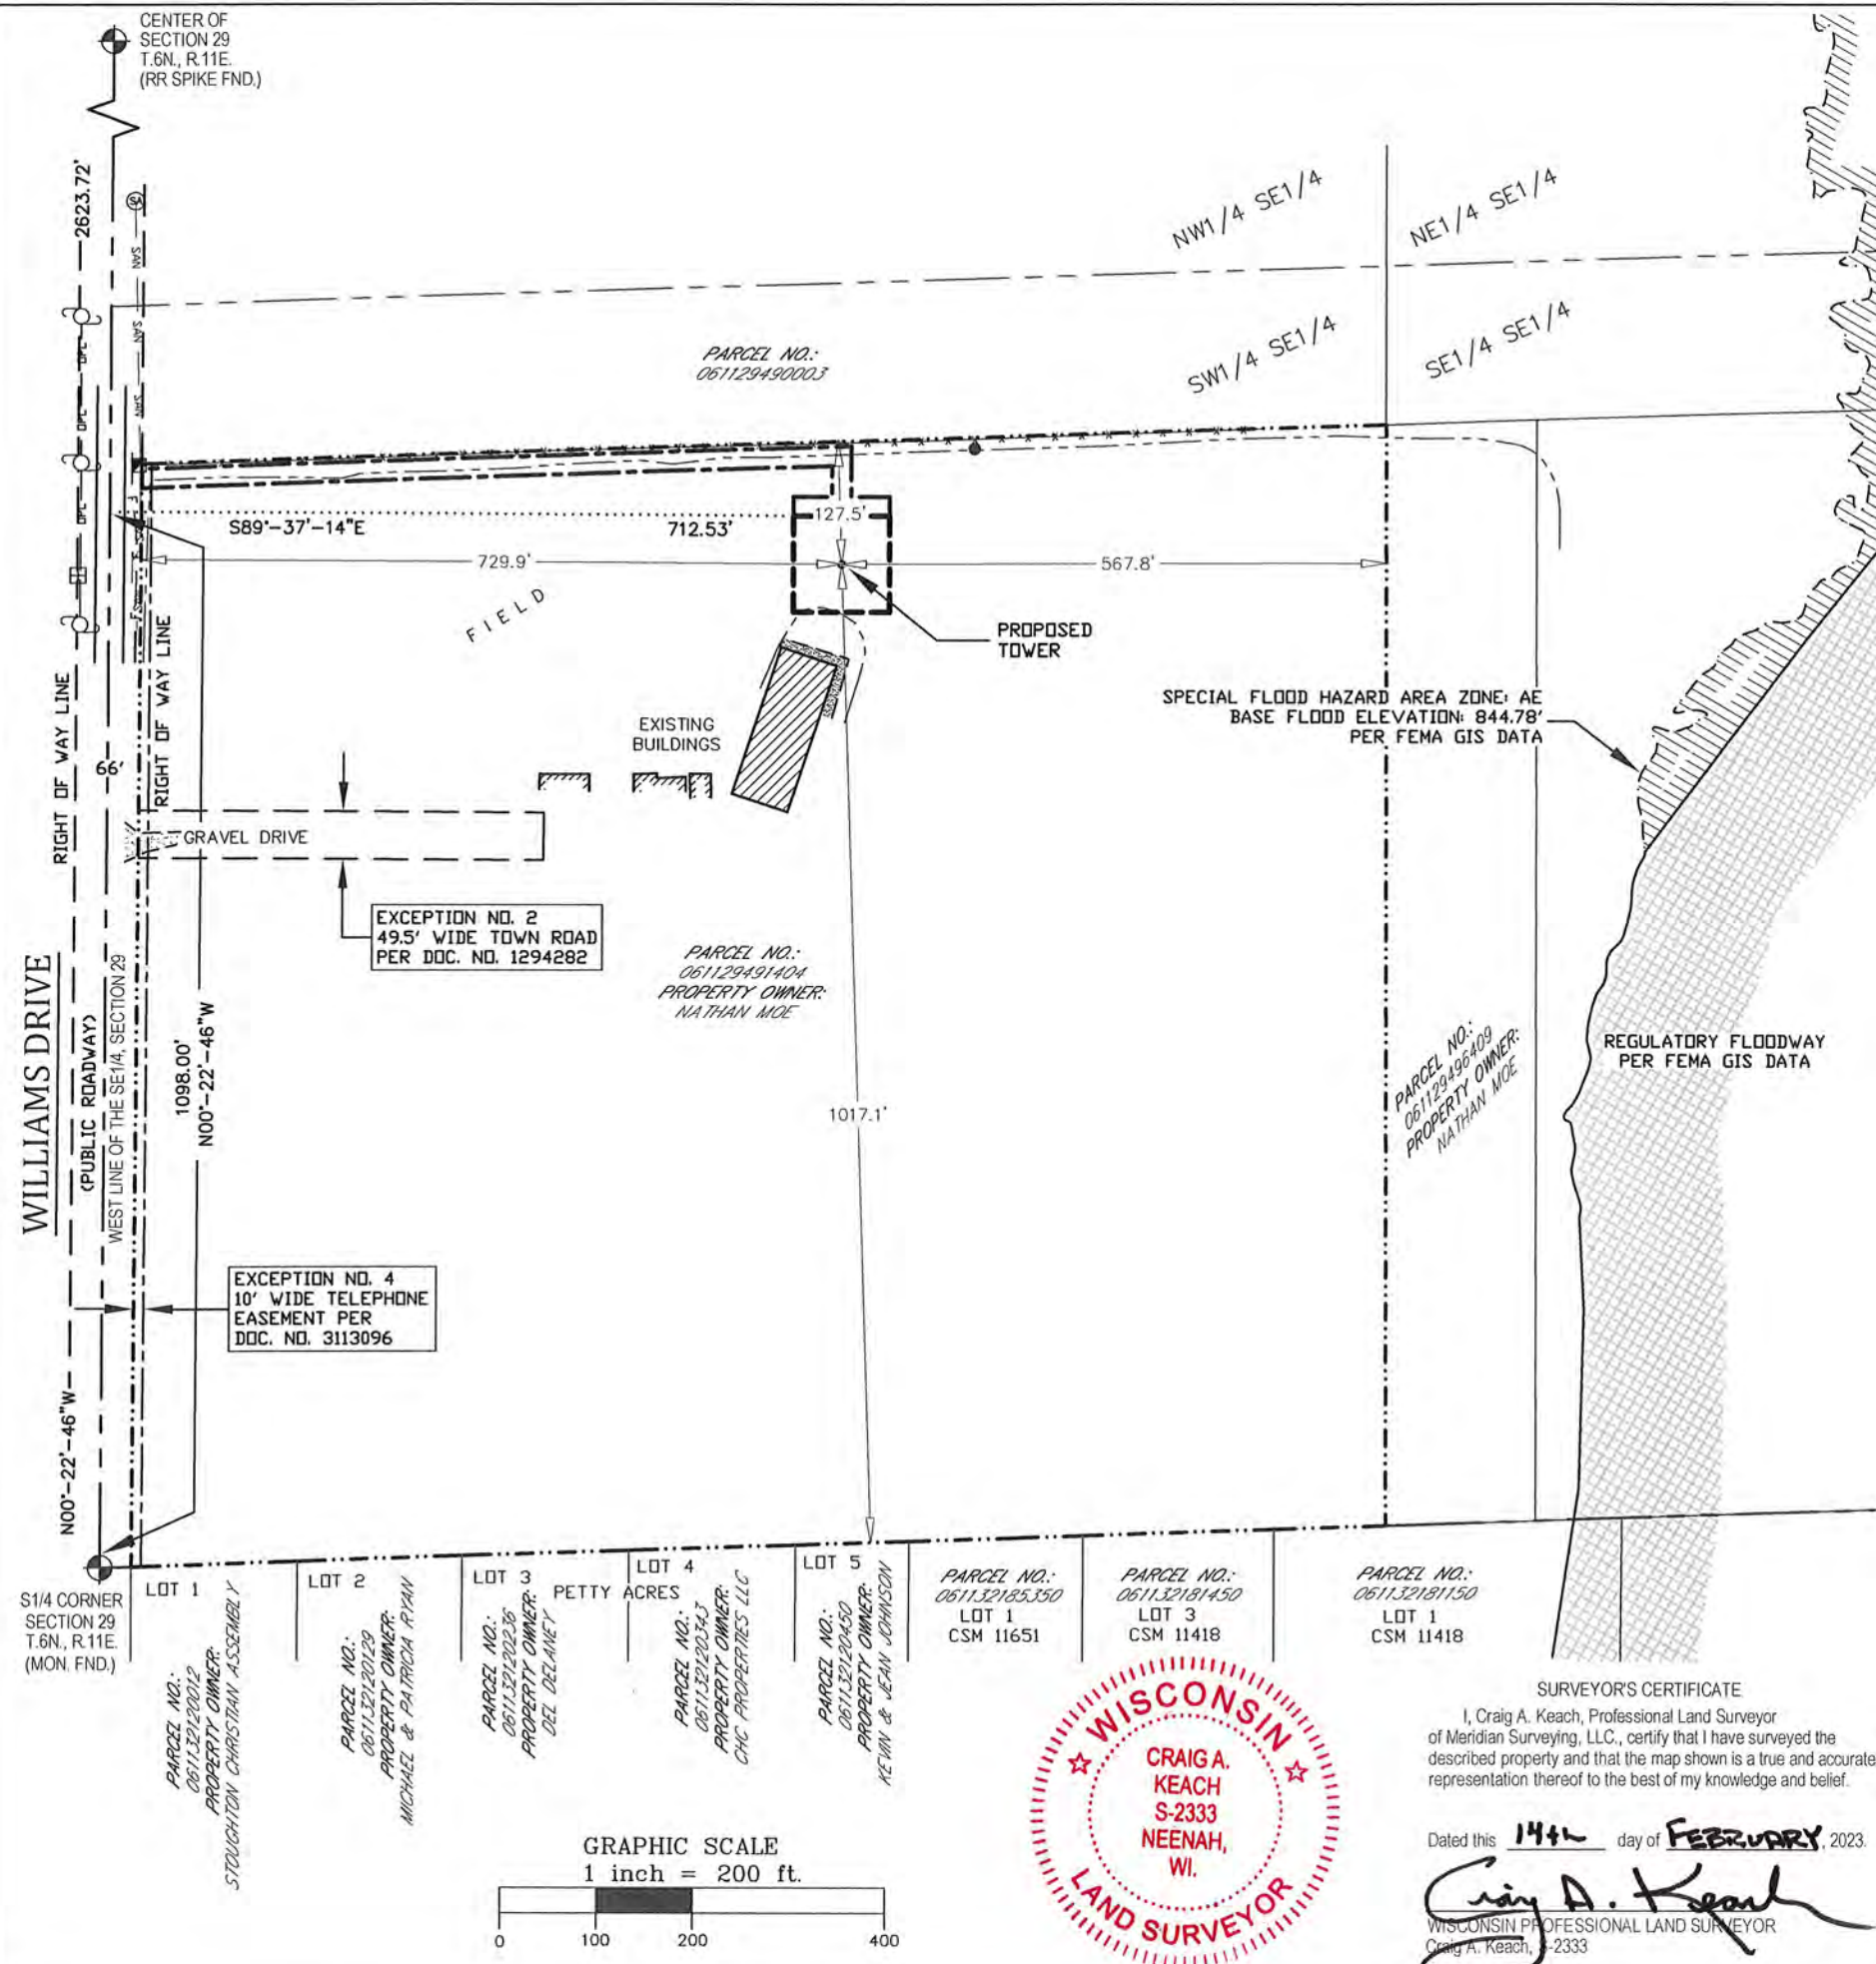 CENTER OF
SECTION 29
T.6N., R.11E.
(RR SPIKE FND.)
2623.72'
SAN
SAN
SAN
OPL
OPL
OPL
NW1/4 SE1/4
NE1/4 SE1/4
SW1/4 SE1/4
SE1/4 SE1/4
PARCEL NO.:
061129490003
S89°-37'-14"E
712.53'
127.5'
729.9'
567.8'
FIELD
PROPOSED
TOWER
RIGHT OF WAY LINE
RIGHT OF WAY LINE
66'
EXISTING
BUILDINGS
SPECIAL FLOOD HAZARD AREA ZONE: AE
BASE FLOOD ELEVATION: 844.78'
PER FEMA GIS DATA
GRAVEL DRIVE
EXCEPTION NO. 2
49.5' WIDE TOWN ROAD
PER DOC. NO. 1294282
PARCEL NO.:
061129491404
PROPERTY OWNER:
NATHAN MOE
WILLIAMS DRIVE
(PUBLIC ROADWAY)
WEST LINE OF THE SE1/4, SECTION 29
1098.00'
N00°-22'-46"W
1017.1'
PARCEL NO.:
061129496409
PROPERTY OWNER:
NATHAN MOE
REGULATORY FLOODWAY
PER FEMA GIS DATA
EXCEPTION NO. 4
10' WIDE TELEPHONE
EASEMENT PER
DOC. NO. 3113096
N00°-22'-46"W
S1/4 CORNER
SECTION 29
T.6N., R.11E.
(MON. FND.)
LOT 1
PARCEL NO.:
061132120012
PROPERTY OWNER:
STOUGHTON CHRISTIAN ASSEMBLY
LOT 2
PARCEL NO.:
061132120129
PROPERTY OWNER:
MICHAEL & PATRICIA RYAN
LOT 3
PETTY ACRES
PARCEL NO.:
061132120236
PROPERTY OWNER:
DEL DELANEY
LOT 4
PARCEL NO.:
061132120343
PROPERTY OWNER:
CHC PROPERTIES LLC
LOT 5
PARCEL NO.:
061132120450
PROPERTY OWNER:
KEVIN & JEAN JOHNSON
PARCEL NO.:
061132185350
LOT 1
CSM 11651
PARCEL NO.:
061132181450
LOT 3
CSM 11418
PARCEL NO.:
061132181150
LOT 1
CSM 11418
GRAPHIC SCALE
1 inch = 200 ft.
0 100 200 400
WISCONSIN
CRAIG A.
KEACH
S-2333
NEENAH,
WI.
LAND SURVEYOR
SURVEYOR'S CERTIFICATE
I, Craig A. Keach, Professional Land Surveyor
of Meridian Surveying, LLC., certify that I have surveyed the
described property and that the map shown is a true and accurate
representation thereof to the best of my knowledge and belief.
Dated this 14th day of FEBRUARY, 2023.
Craig A. Keach
WISCONSIN PROFESSIONAL LAND SURVEYOR
Craig A. Keach, S-2333